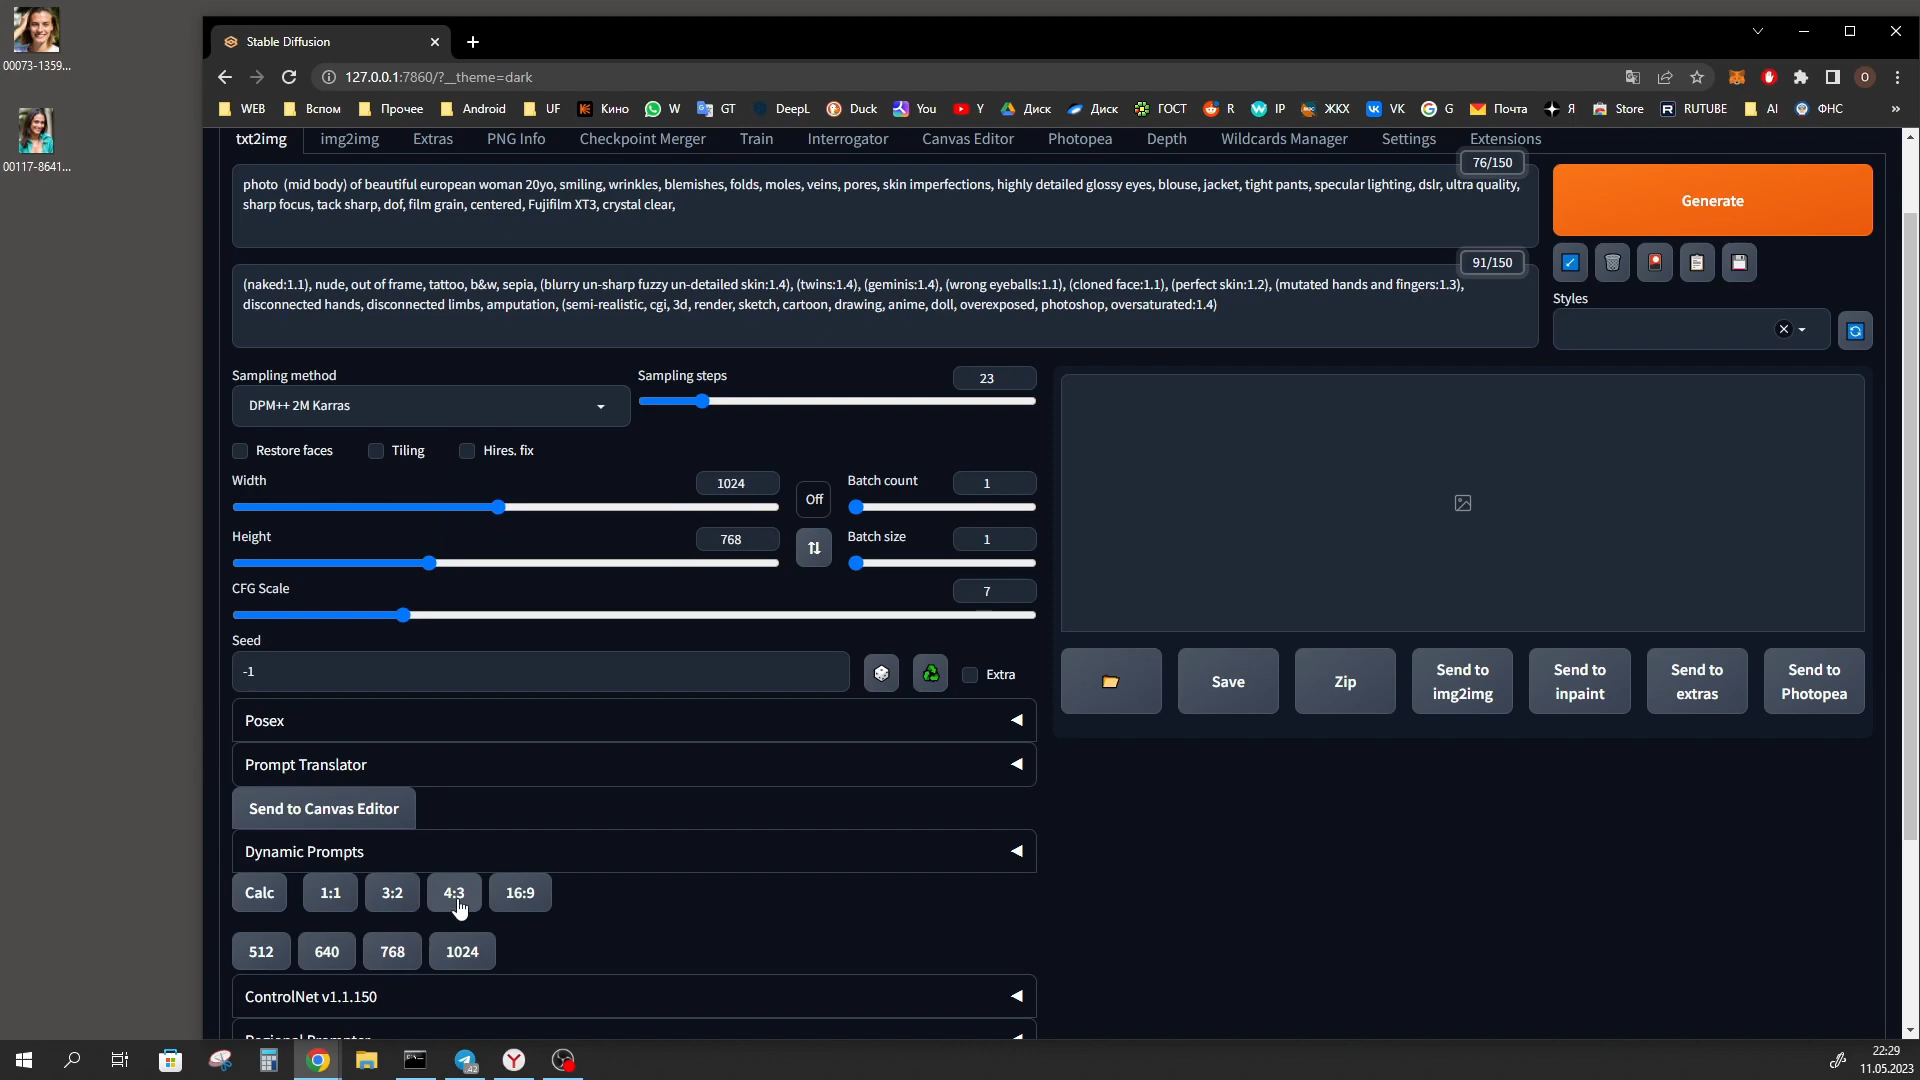 00073-1359...
00117-8641...
Stable Diffusion
127.0.0.1:7860/?__theme=dark
O
WEB
Вспом
Прочее
Android
UF
Кино
W
GT
DeepL
Duck
You
Y
Диск
Диск
ГОСТ
R
IP
ЖКХ
VK
G
Почта
Я
Store
RUTUBE
AI
ФНС
»
txt2img
img2img
Extras
PNG Info
Checkpoint Merger
Train
Interrogator
Canvas Editor
Photopea
Depth
Wildcards Manager
Settings
Extensions
76/150
photo (mid body) of beautiful european woman 20yo, smiling, wrinkles, blemishes, folds, moles, veins, pores, skin imperfections, highly detailed glossy eyes, blouse, jacket, tight pants, specular lighting, dslr, ultra quality,
sharp focus, tack sharp, dof, film grain, centered, Fujifilm XT3, crystal clear,
Generate
91/150
(naked:1.1), nude, out of frame, tattoo, b&w, sepia, (blurry un-sharp fuzzy un-detailed skin:1.4), (twins:1.4), (geminis:1.4), (wrong eyeballs:1.1), (cloned face:1.1), (perfect skin:1.2), (mutated hands and fingers:1.3),
disconnected hands, disconnected limbs, amputation, (semi-realistic, cgi, 3d, render, sketch, cartoon, drawing, anime, doll, overexposed, photoshop, oversaturated:1.4)
Styles
Sampling method
DPM++ 2M Karras
Sampling steps
23
Restore faces
Tiling
Hires. fix
Width
1024
Off
Batch count
1
Height
768
Batch size
1
CFG Scale
7
Seed
-1
Extra
Save
Zip
Send to
img2img
Send to
inpaint
Send to
extras
Send to
Photopea
Posex
Prompt Translator
Send to Canvas Editor
Dynamic Prompts
Calc
1:1
3:2
4:3
16:9
512
640
768
1024
ControlNet v1.1.150
Regional Prompter
42
22:29
11.05.2023